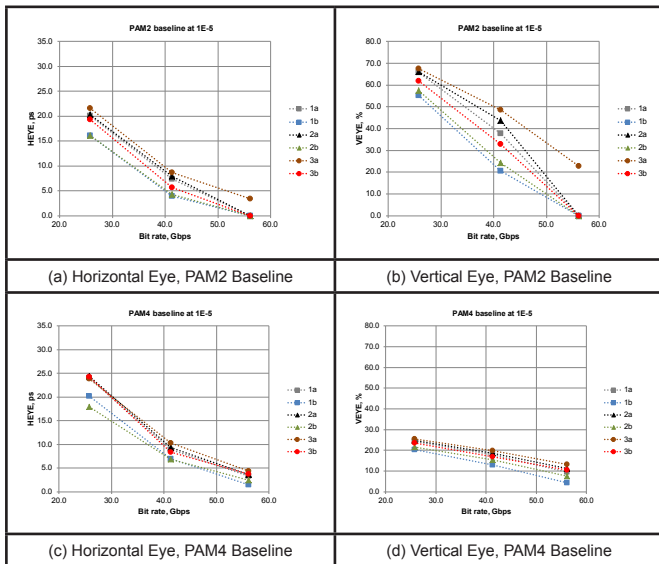 PAM2 baseline at 1E-5
35.0
30.0
25.0
20.0
15.0
10.0
5.0
0.0
HEYE, ps
20.0 30.0 40.0 50.0 60.0
Bit rate, Gbps
1a
1b
2a
2b
3a
3b
PAM2 baseline at 1E-5
80.0
70.0
60.0
50.0
40.0
30.0
20.0
10.0
0.0
VEYE, %
20.0 30.0 40.0 50.0 60.0
Bit rate, Gbps
1a
1b
2a
2b
3a
3b
(a) Horizontal Eye, PAM2 Baseline
(b) Vertical Eye, PAM2 Baseline
PAM4 baseline at 1E-5
35.0
30.0
25.0
20.0
15.0
10.0
5.0
0.0
HEYE, ps
20.0 30.0 40.0 50.0 60.0
Bit rate, Gbps
1a
1b
2a
2b
3a
3b
PAM4 baseline at 1E-5
80.0
70.0
60.0
50.0
40.0
30.0
20.0
10.0
0.0
VEYE, %
20.0 30.0 40.0 50.0 60.0
Bit rate, Gbps
1a
1b
2a
2b
3a
3b
(c) Horizontal Eye, PAM4 Baseline
(d) Vertical Eye, PAM4 Baseline